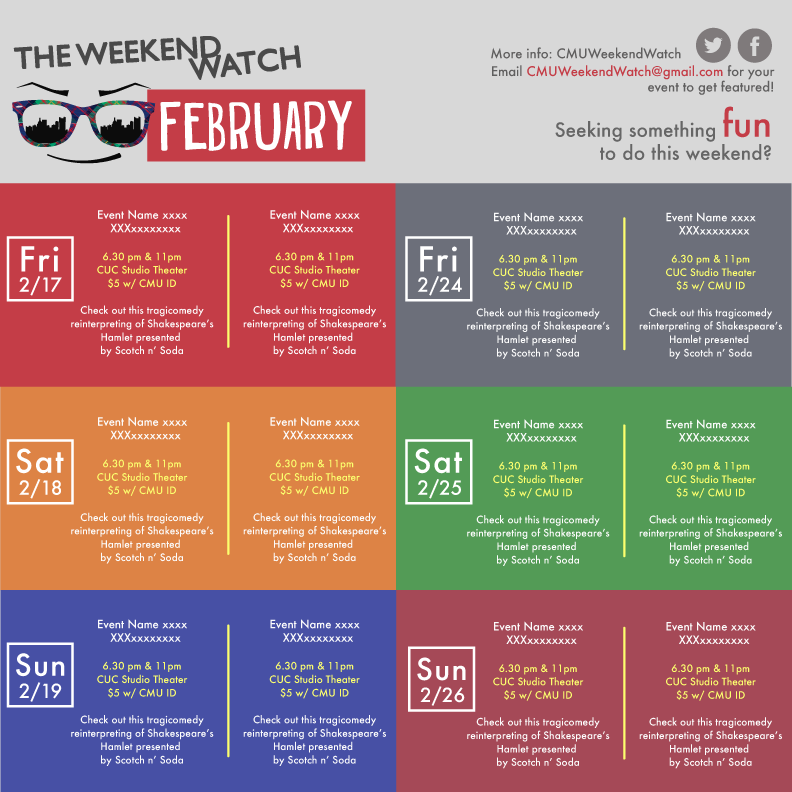 THE WEEKEND WATCH
FEBRUARY
More info: CMUWeekendWatch
Email CMUWeekendWatch@gmail.com for your
event to get featured!
Seeking something fun
to do this weekend?
Fri
2/17
Event Name xxxx
XXXxxxxxxxx
6.30 pm & 11pm
CUC Studio Theater
$5 w/ CMU ID
Check out this tragicomedy
reinterpreting of Shakespeare's
Hamlet presented
by Scotch n' Soda
Event Name xxxx
XXXxxxxxxxx
6.30 pm & 11pm
CUC Studio Theater
$5 w/ CMU ID
Check out this tragicomedy
reinterpreting of Shakespeare's
Hamlet presented
by Scotch n' Soda
Fri
2/24
Event Name xxxx
XXXxxxxxxxx
6.30 pm & 11pm
CUC Studio Theater
$5 w/ CMU ID
Check out this tragicomedy
reinterpreting of Shakespeare's
Hamlet presented
by Scotch n' Soda
Event Name xxxx
XXXxxxxxxxx
6.30 pm & 11pm
CUC Studio Theater
$5 w/ CMU ID
Check out this tragicomedy
reinterpreting of Shakespeare's
Hamlet presented
by Scotch n' Soda
Sat
2/18
Event Name xxxx
XXXxxxxxxxx
6.30 pm & 11pm
CUC Studio Theater
$5 w/ CMU ID
Check out this tragicomedy
reinterpreting of Shakespeare's
Hamlet presented
by Scotch n' Soda
Event Name xxxx
XXXxxxxxxxx
6.30 pm & 11pm
CUC Studio Theater
$5 w/ CMU ID
Check out this tragicomedy
reinterpreting of Shakespeare's
Hamlet presented
by Scotch n' Soda
Sat
2/25
Event Name xxxx
XXXxxxxxxxx
6.30 pm & 11pm
CUC Studio Theater
$5 w/ CMU ID
Check out this tragicomedy
reinterpreting of Shakespeare's
Hamlet presented
by Scotch n' Soda
Event Name xxxx
XXXxxxxxxxx
6.30 pm & 11pm
CUC Studio Theater
$5 w/ CMU ID
Check out this tragicomedy
reinterpreting of Shakespeare's
Hamlet presented
by Scotch n' Soda
Sun
2/19
Event Name xxxx
XXXxxxxxxxx
6.30 pm & 11pm
CUC Studio Theater
$5 w/ CMU ID
Check out this tragicomedy
reinterpreting of Shakespeare's
Hamlet presented
by Scotch n' Soda
Event Name xxxx
XXXxxxxxxxx
6.30 pm & 11pm
CUC Studio Theater
$5 w/ CMU ID
Check out this tragicomedy
reinterpreting of Shakespeare's
Hamlet presented
by Scotch n' Soda
Sun
2/26
Event Name xxxx
XXXxxxxxxxx
6.30 pm & 11pm
CUC Studio Theater
$5 w/ CMU ID
Check out this tragicomedy
reinterpreting of Shakespeare's
Hamlet presented
by Scotch n' Soda
Event Name xxxx
XXXxxxxxxxx
6.30 pm & 11pm
CUC Studio Theater
$5 w/ CMU ID
Check out this tragicomedy
reinterpreting of Shakespeare's
Hamlet presented
by Scotch n' Soda